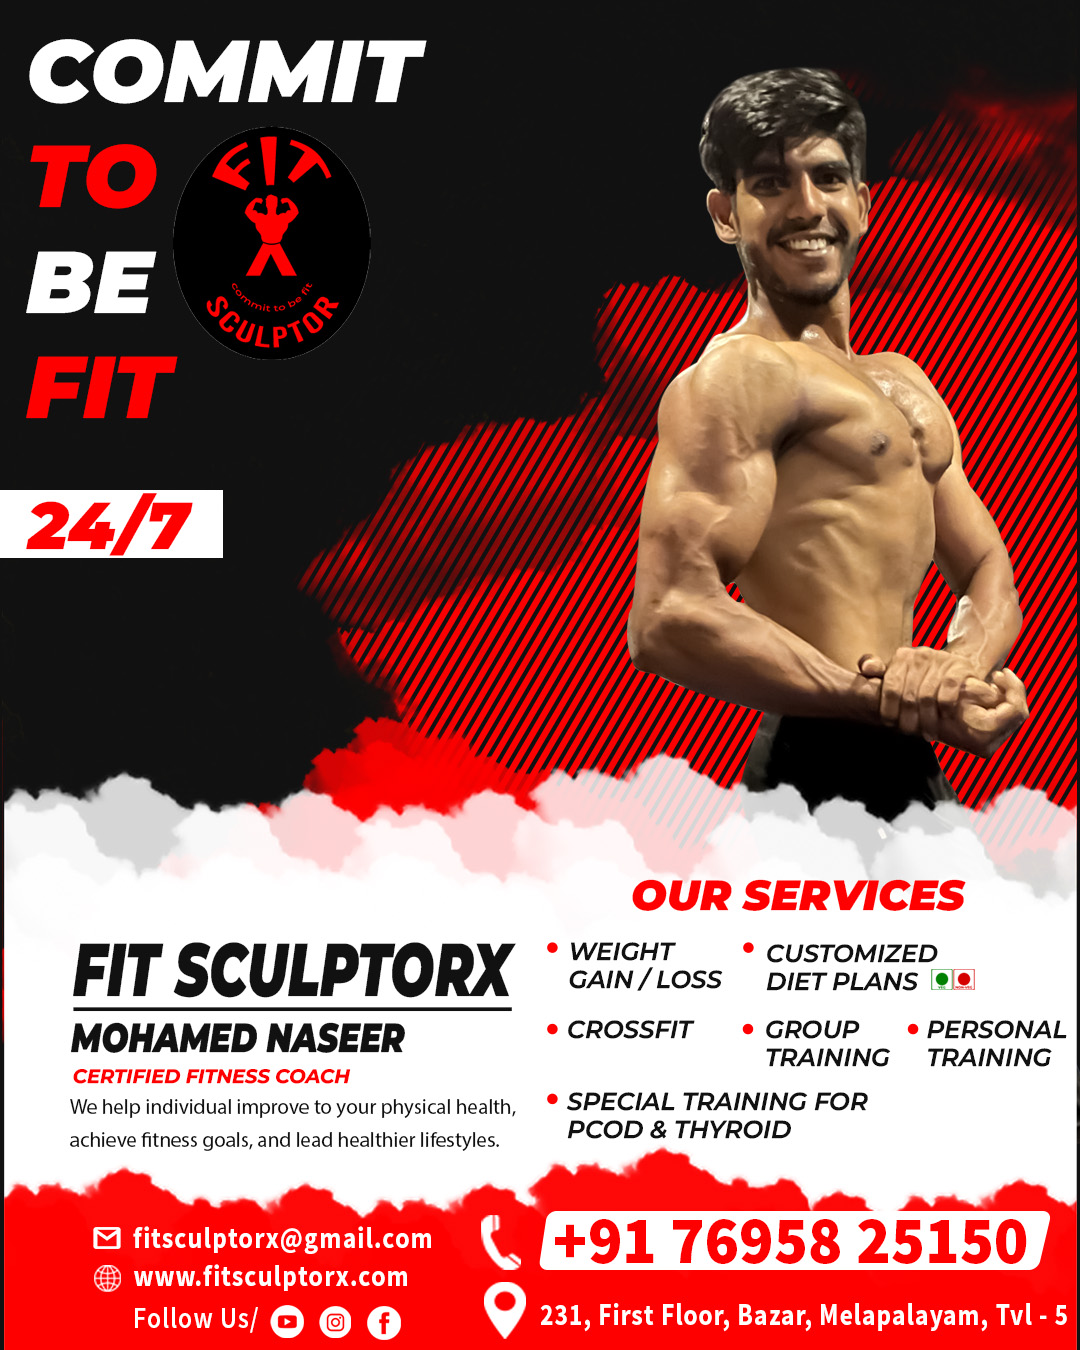 COMMIT
TO
BE
FIT
FIT
commit to be fit
SCULPTOR
24/7
OUR SERVICES
FIT SCULPTORX
MOHAMED NASEER
CERTIFIED FITNESS COACH
We help individual improve to your physical health,
achieve fitness goals, and lead healthier lifestyles.
• WEIGHT
GAIN / LOSS
• CUSTOMIZED
DIET PLANS
• CROSSFIT
• GROUP
TRAINING
• PERSONAL
TRAINING
• SPECIAL TRAINING FOR
PCOD & THYROID
fitsculptorx@gmail.com
www.fitsculptorx.com
Follow Us/
+91 76958 25150
231, First Floor, Bazar, Melapalayam, Tvl - 5